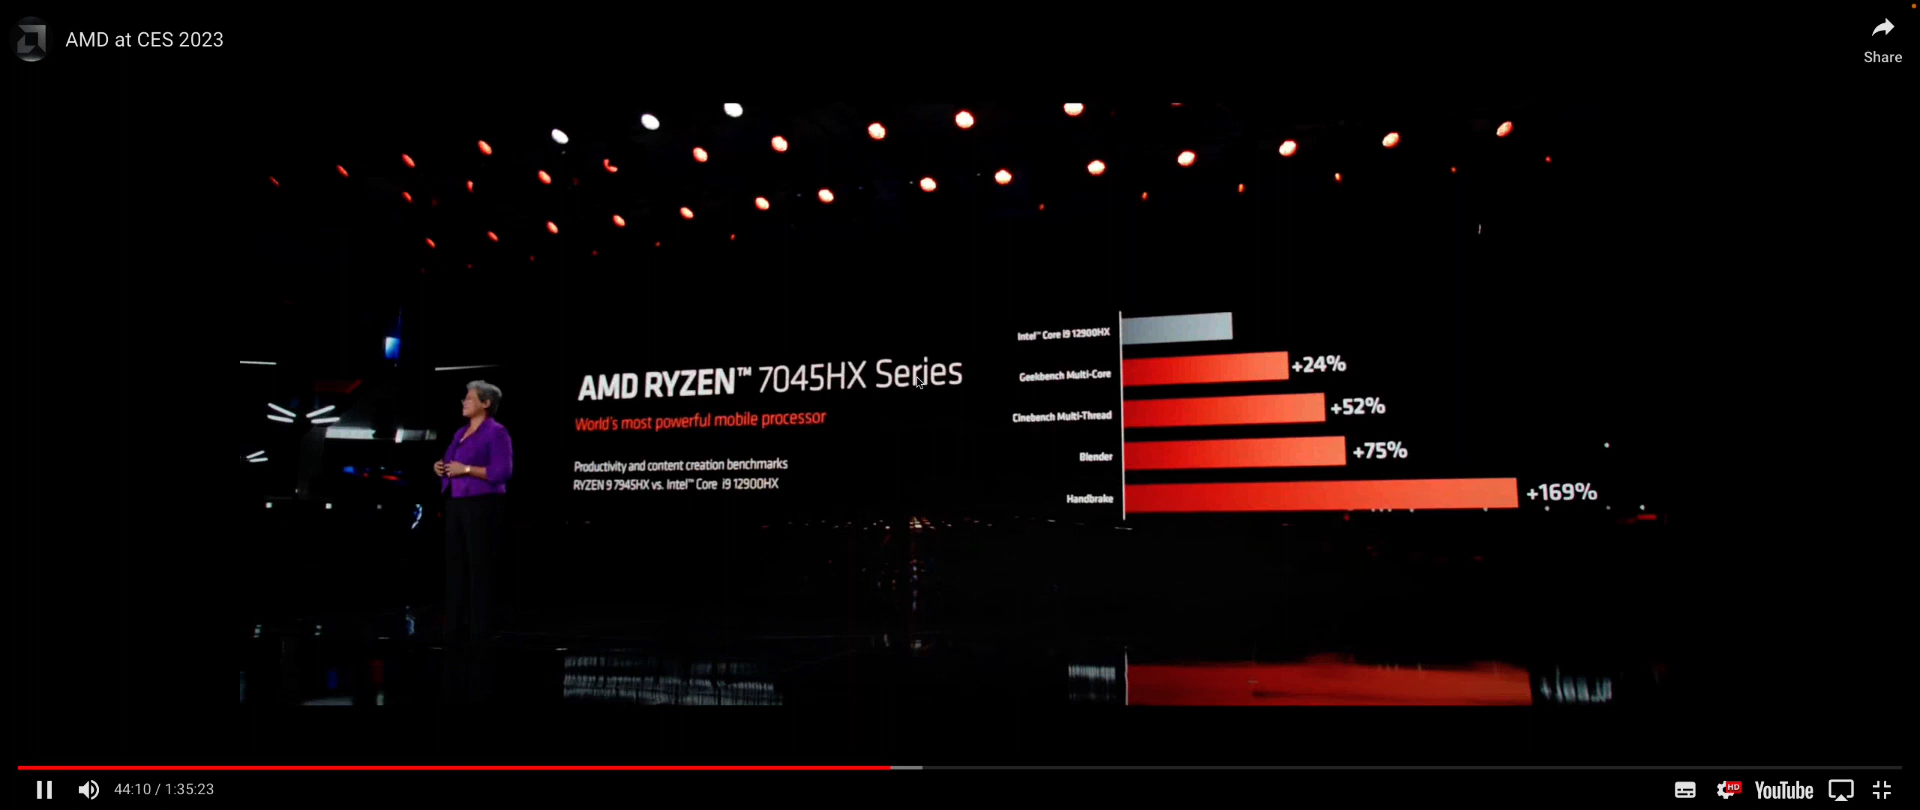 AMD at CES 2023
Share
AMD RYZEN™ 7045HX Series
World's most powerful mobile processor
Productivity and content creation benchmarks
RYZEN 9 7945HX vs. Intel™ Core i9 12900HX
Intel™ Core i9 12900HX
Geekbench Multi-Core +24%
Cinebench Multi-Thread +52%
Blender +75%
Handbrake +169%
44:10 / 1:35:23
HD
YouTube